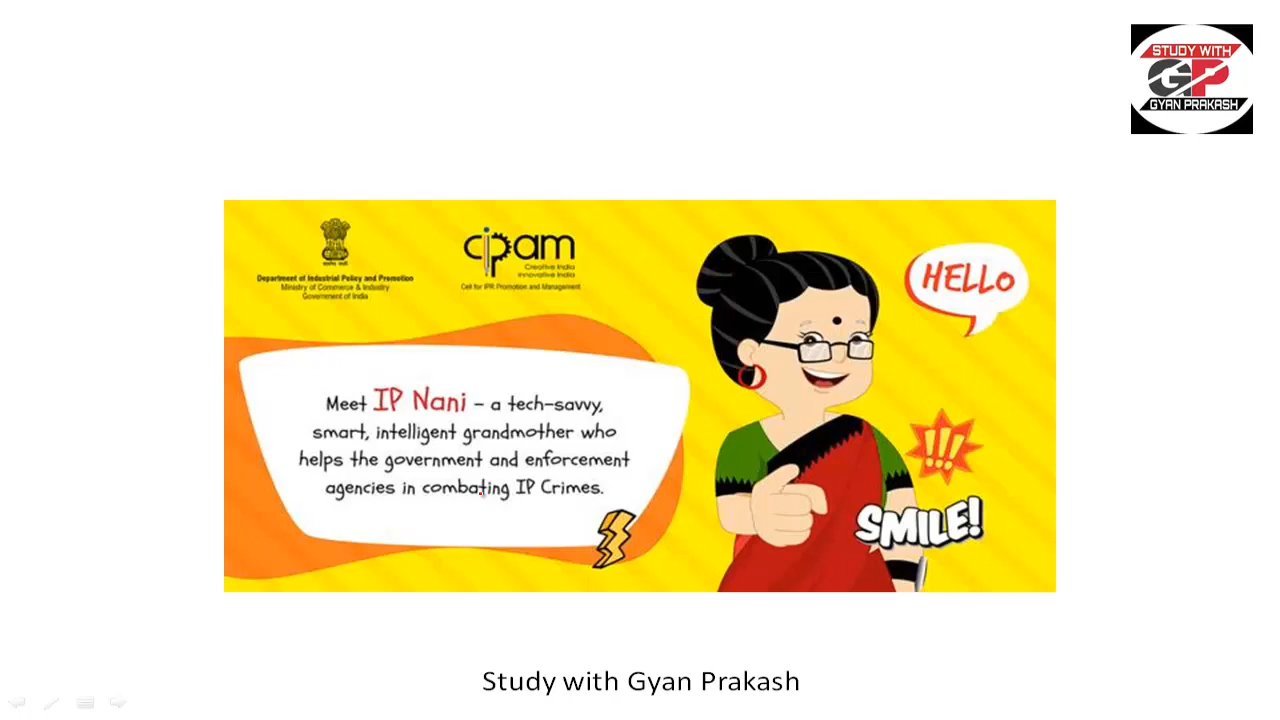 STUDY WITH
GP
GYAN PRAKASH
Department of Industrial Policy and Promotion
Ministry of Commerce & Industry
Government of India
cipam
Creative India
Innovative India
Cell for IPR Promotion and Management
HELLO
Meet IP Nani - a tech-savvy,
smart, intelligent grandmother who
helps the government and enforcement
agencies in combating IP Crimes.
!!!
SMILE!
Study with Gyan Prakash